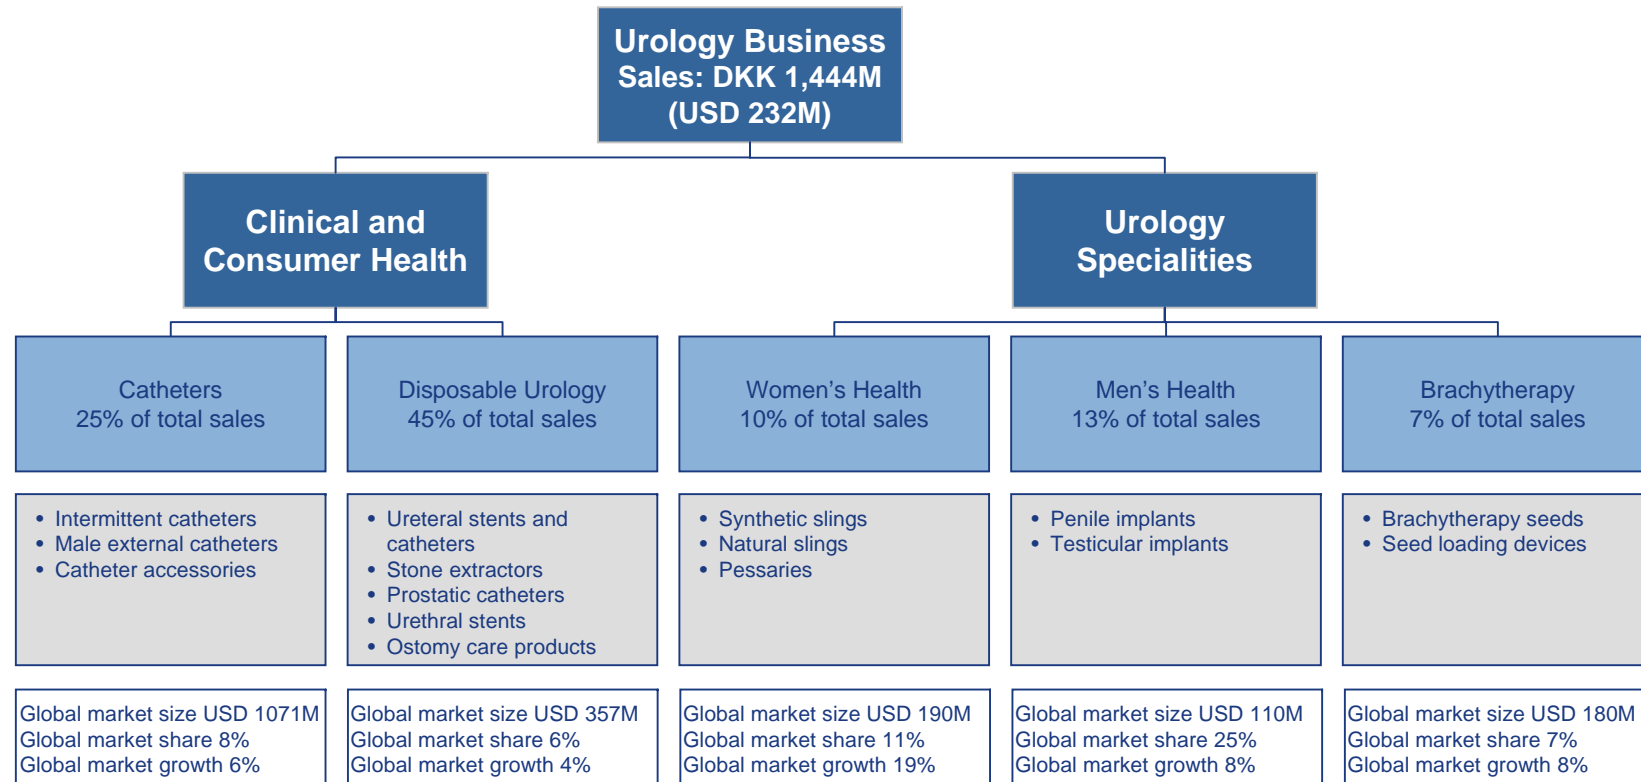 Urology Business
Sales: DKK 1,444M
(USD 232M)
Clinical and
Consumer Health
Urology
Specialities
Catheters
25% of total sales
Disposable Urology
45% of total sales
Women’s Health
10% of total sales
Men’s Health
13% of total sales
Brachytherapy
7% of total sales
• Intermittent catheters
• Male external catheters
• Catheter accessories
• Ureteral stents and
catheters
• Stone extractors
• Prostatic catheters
• Urethral stents
• Ostomy care products
• Synthetic slings
• Natural slings
• Pessaries
• Penile implants
• Testicular implants
• Brachytherapy seeds
• Seed loading devices
Global market size USD 1071M
Global market share 8%
Global market growth 6%
Global market size USD 357M
Global market share 6%
Global market growth 4%
Global market size USD 190M
Global market share 11%
Global market growth 19%
Global market size USD 110M
Global market share 25%
Global market growth 8%
Global market size USD 180M
Global market share 7%
Global market growth 8%